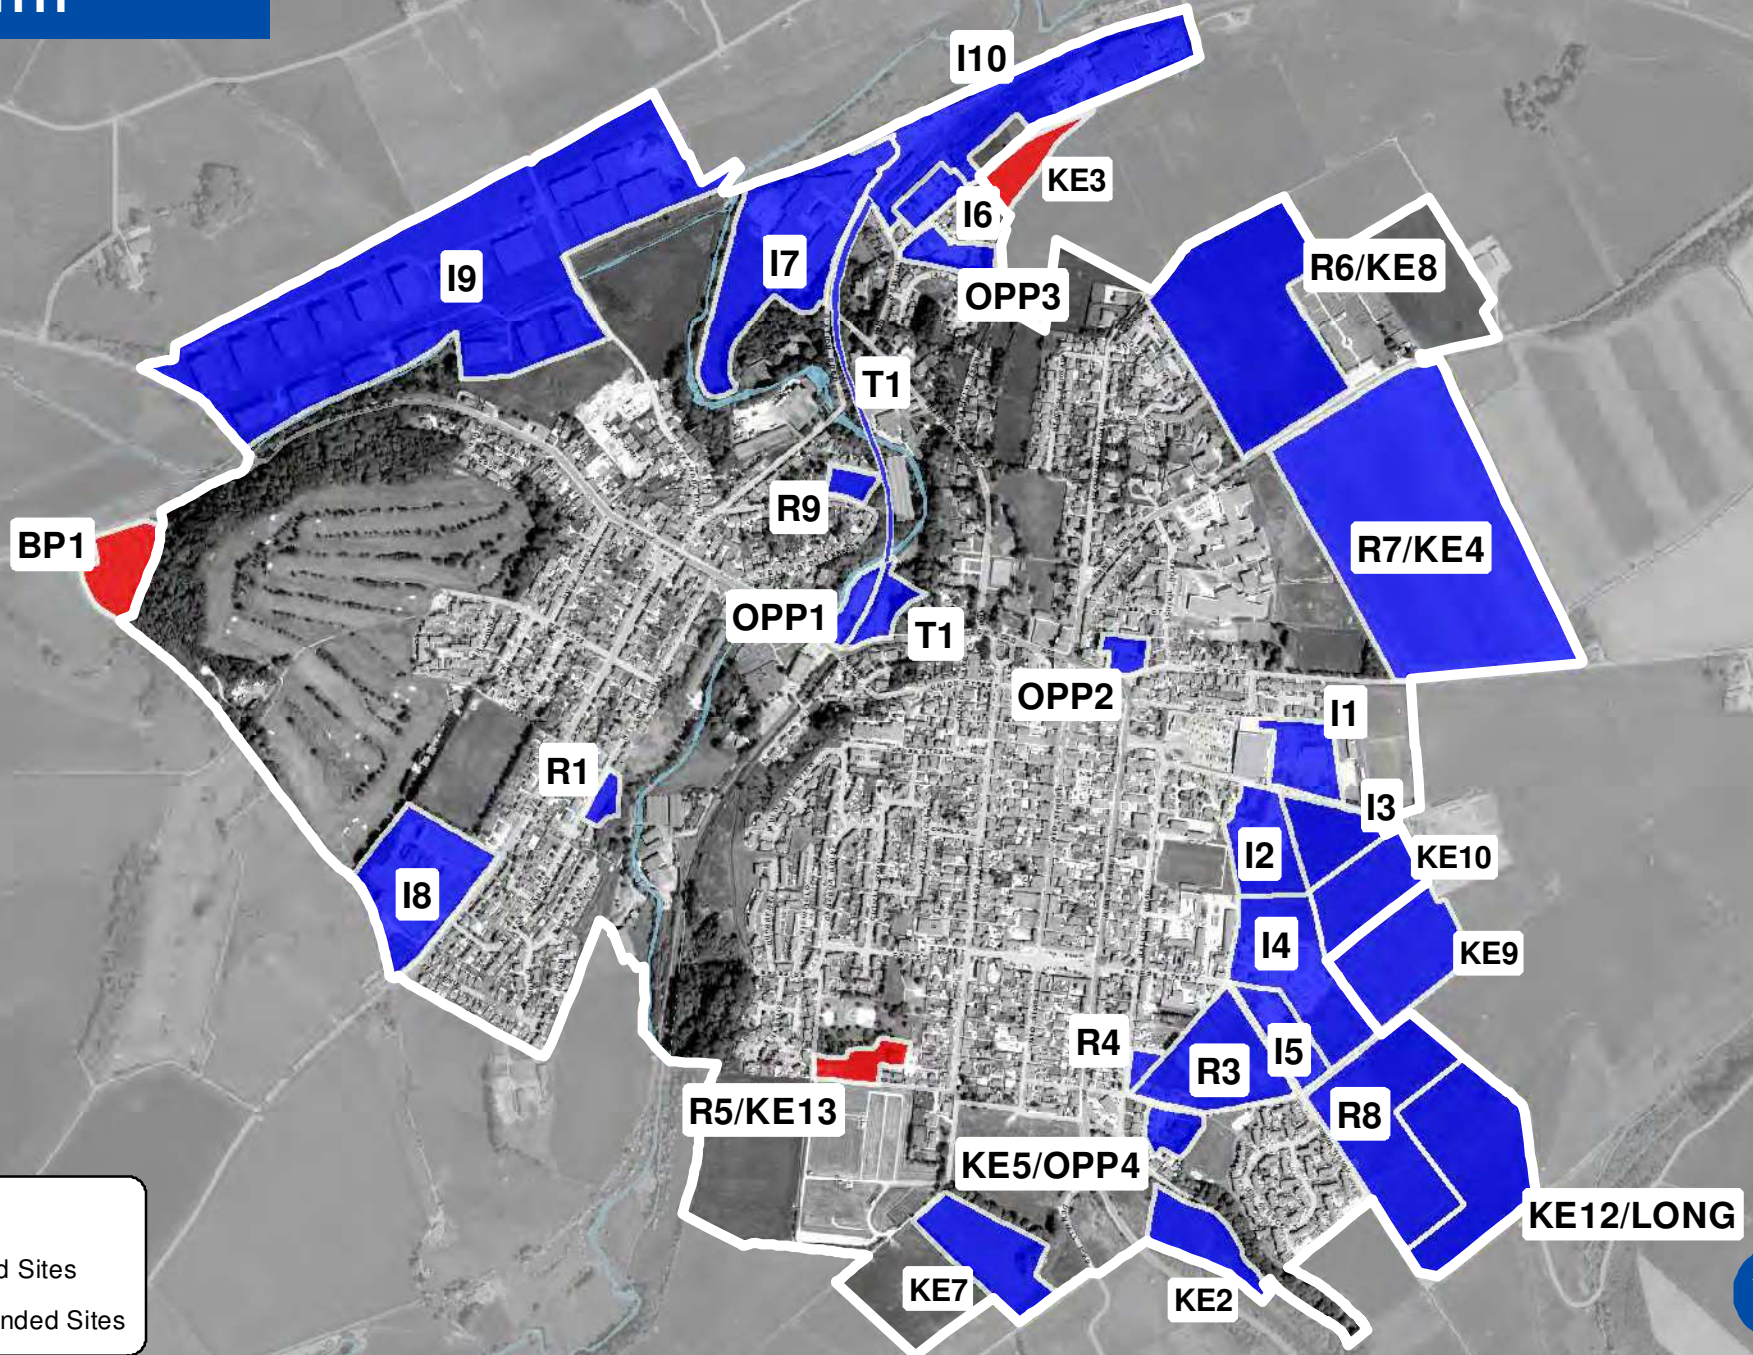 I10
KE3
I6
R6/KE8
I7
I9
OPP3
T1
R9
BP1
R7/KE4
OPP1
T1
OPP2
I1
R1
I3
I2
KE10
I8
I4
KE9
R4
I5
R3
R5/KE13
R8
KE5/OPP4
KE12/LONG
d Sites
KE7
KE2
nded Sites